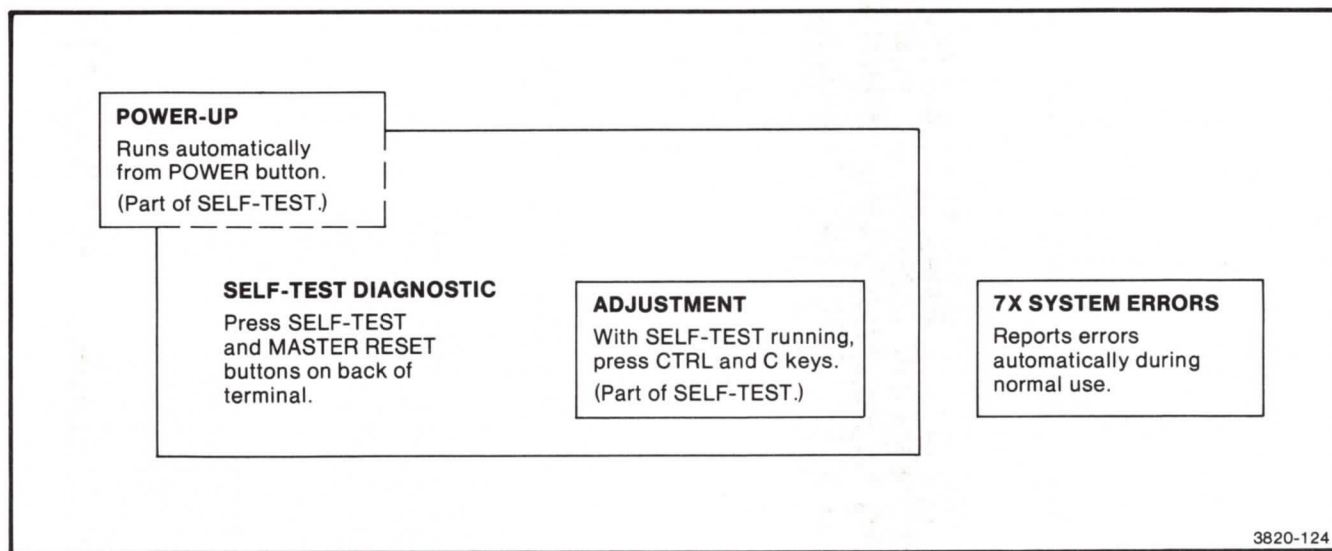 POWER-UP
Runs automatically
from POWER button.
(Part of SELF-TEST.)
SELF-TEST DIAGNOSTIC
Press SELF-TEST
and MASTER RESET
buttons on back of
terminal.
ADJUSTMENT
With SELF-TEST running,
press CTRL and C keys.
(Part of SELF-TEST.)
7X SYSTEM ERRORS
Reports errors
automatically during
normal use.
3820-124